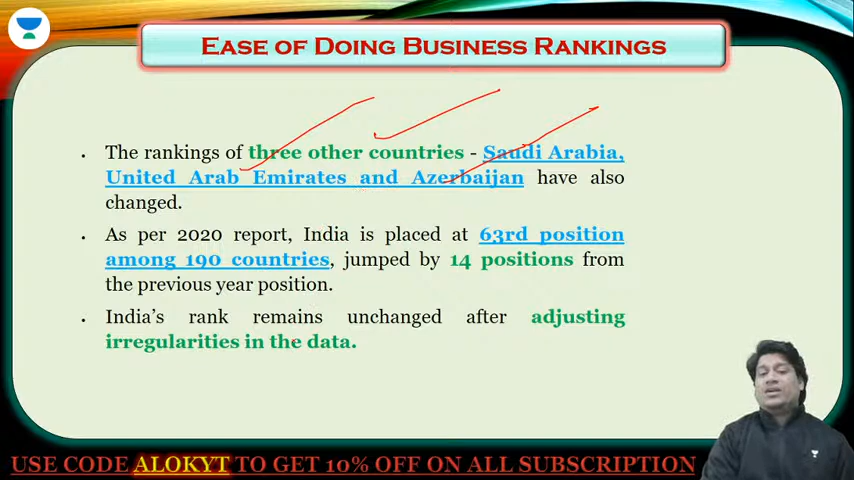 EASE OF DOING BUSINESS RANKINGS
• The rankings of three other countries - Saudi Arabia,
United Arab Emirates and Azerbaijan have also
changed.
• As per 2020 report, India is placed at 63rd position
among 190 countries, jumped by 14 positions from
the previous year position.
• India's rank remains unchanged after adjusting
irregularities in the data.
USE CODE ALOKYT TO GET 10% OFF ON ALL SUBSCRIPTION